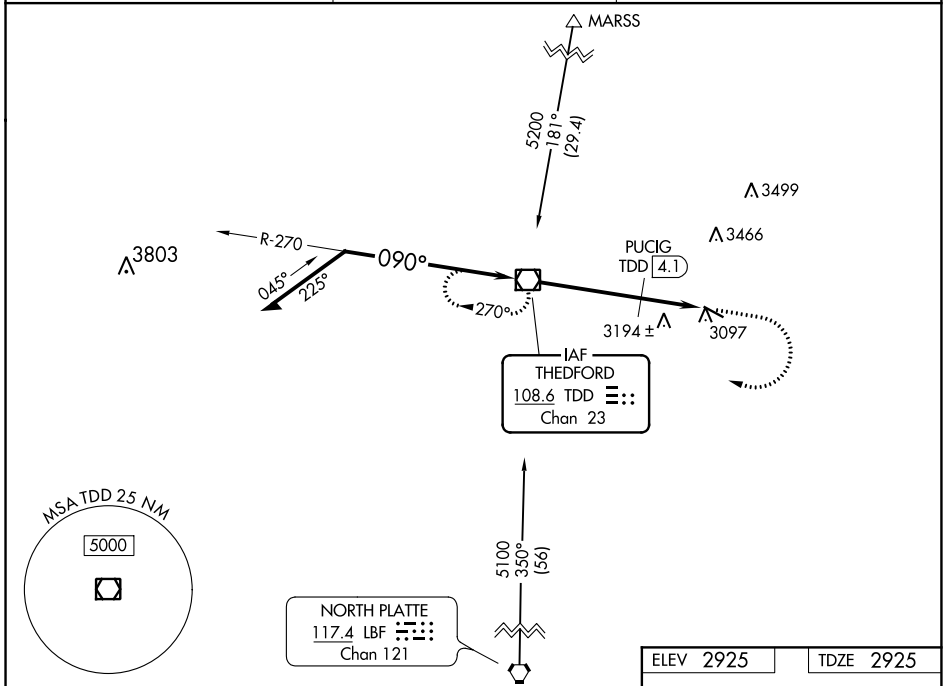 MARSS
5200
181°
(29.4)
3499
3466
3803
R-270
090°
045°
225°
270°
PUCIG
TDD 4.1
3194 ±
3097
IAF
THEDFORD
108.6 TDD
Chan 23
MSA TDD 25 NM
5000
5100
350°
(56)
NORTH PLATTE
117.4 LBF
Chan 121
ELEV 2925
TDZE 2925